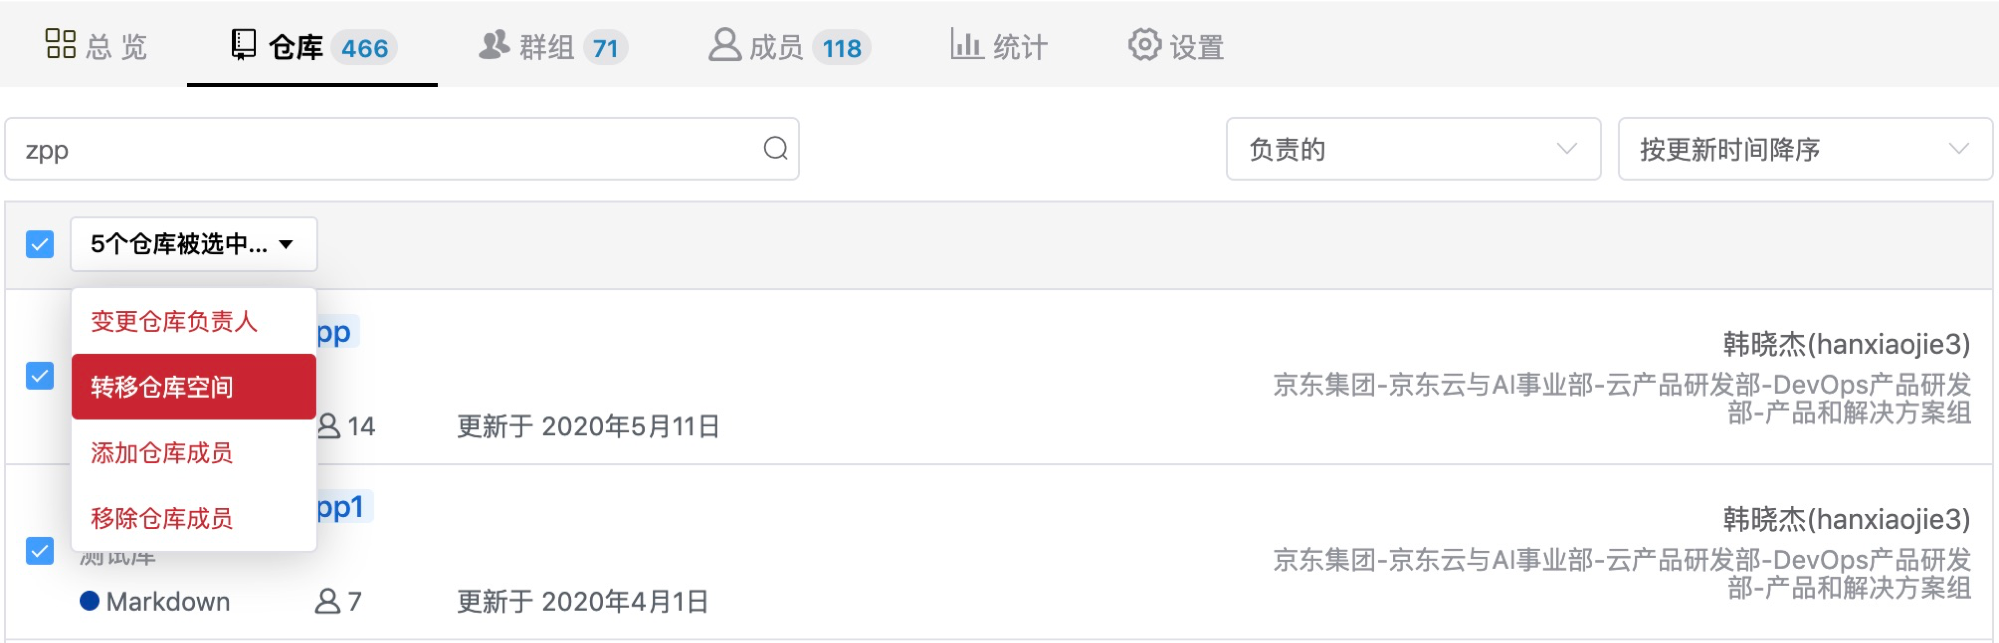 总 览
仓库 466
群组 71
成员 118
统计
设置
zpp
负责的
按更新时间降序
5个仓库被选中...
变更仓库负责人
转移仓库空间
添加仓库成员
移除仓库成员
pp
14
更新于 2020年5月11日
韩晓杰(hanxiaojie3)
京东集团-京东云与AI事业部-云产品研发部-DevOps产品研发
部-产品和解决方案组
pp1
测试库
Markdown
7
更新于 2020年4月1日
韩晓杰(hanxiaojie3)
京东集团-京东云与AI事业部-云产品研发部-DevOps产品研发
部-产品和解决方案组